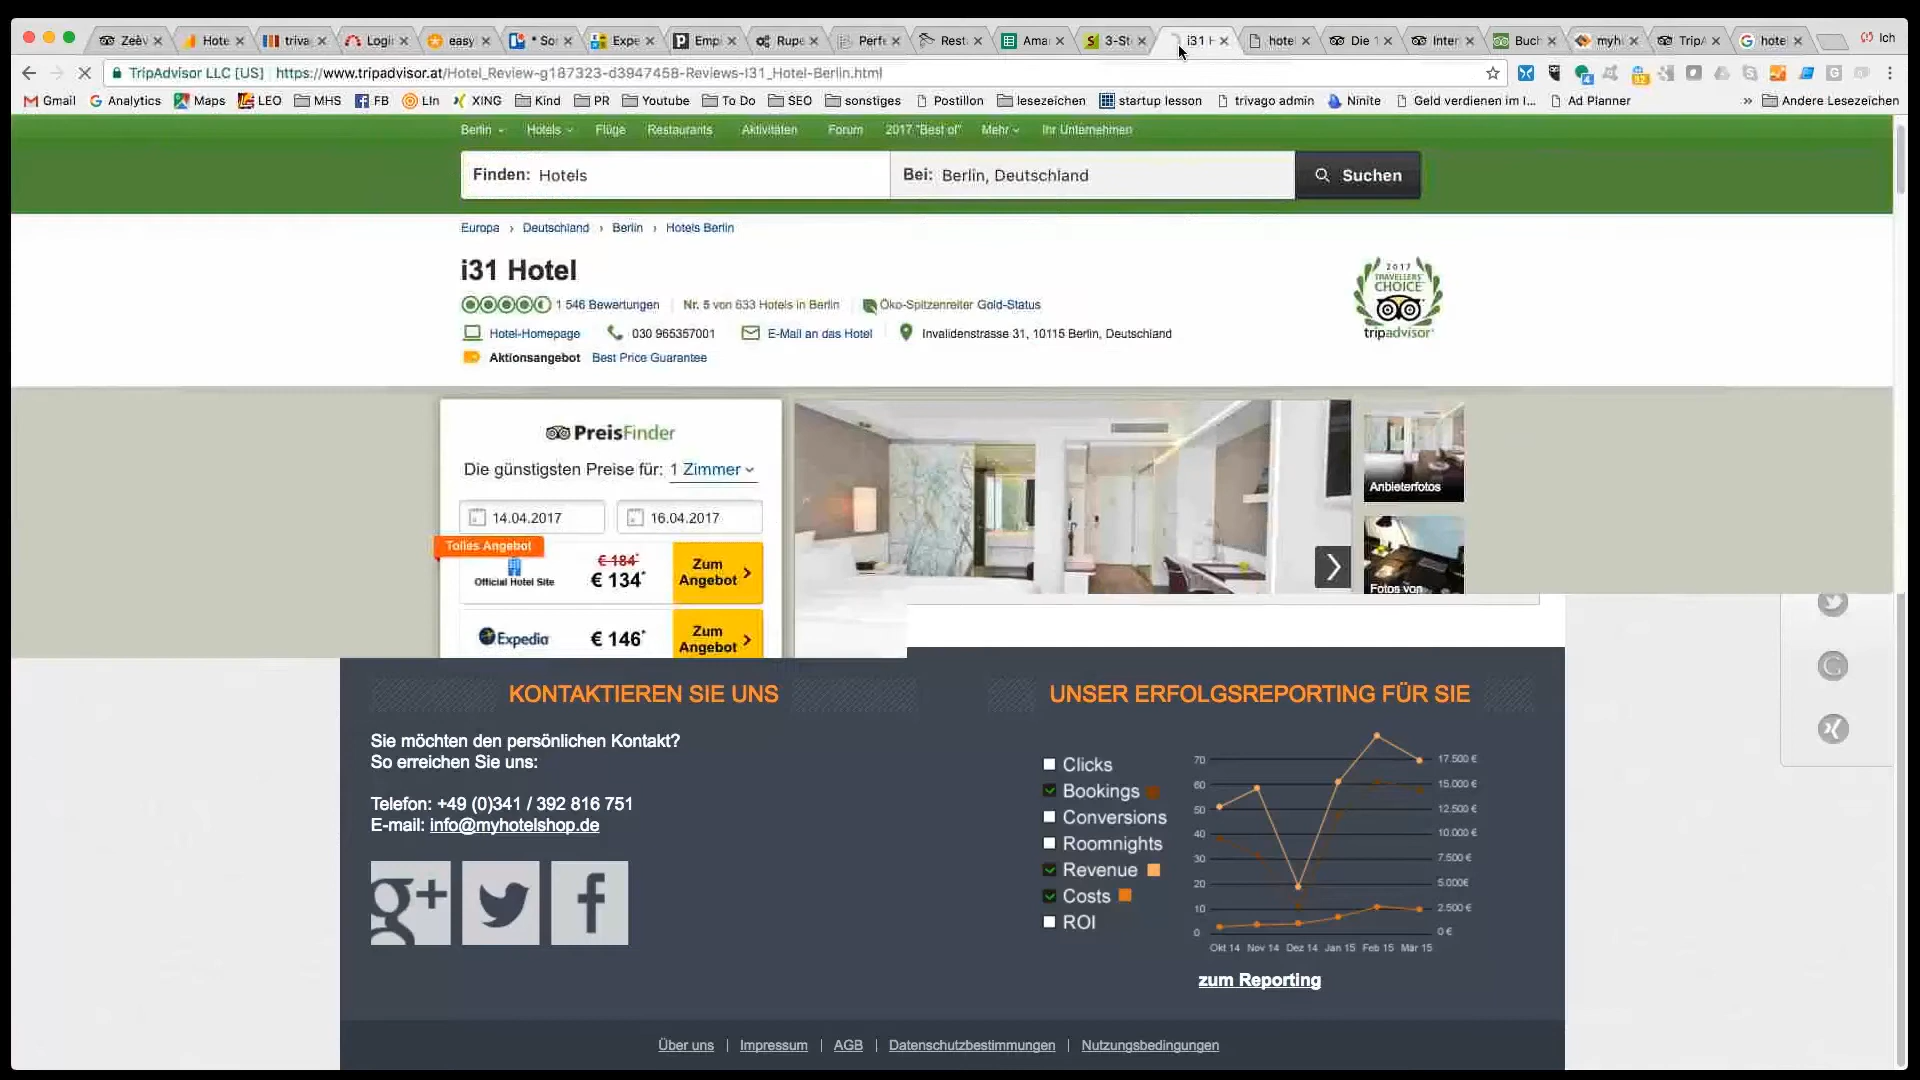 Zeëv
Hote
triva
Logi
easy
* So
Expe
Emp
Rupe
Perfe
Rest
Ama
3-St
i31 H
hotel
Die 1
Inter
Buch
myh
TripA
hotel
Ich
TripAdvisor LLC [US] https://www.tripadvisor.at/Hotel_Review-g187323-d3947458-Reviews-I31_Hotel-Berlin.html
Gmail Analytics Maps LEO MHS FB LIn XING Kind PR Youtube To Do SEO sonstiges Postillon lesezeichen startup lesson trivago admin Ninite Geld verdienen im I... Ad Planner » Andere Lesezeichen
Berlin Hotels Flüge Restaurants Aktivitäten Forum 2017 "Best of" Mehr Ihr Unternehmen
Finden: Hotels Bei: Berlin, Deutschland Suchen
Europa › Deutschland › Berlin › Hotels Berlin
i31 Hotel
1 546 Bewertungen Nr. 5 von 633 Hotels in Berlin Öko-Spitzenreiter Gold-Status
Hotel-Homepage 030 965357001 E-Mail an das Hotel Invalidenstrasse 31, 10115 Berlin, Deutschland
Aktionsangebot Best Price Guarantee
2017
TRAVELLERS'
CHOICE
tripadvisor
PreisFinder
Die günstigsten Preise für: 1 Zimmer
14.04.2017 16.04.2017
Tolles Angebot
Official Hotel Site
€ 184*
€ 134*
Zum
Angebot
Expedia € 146*
Zum
Angebot
Anbieterfotos
Fotos von
KONTAKTIEREN SIE UNS
Sie möchten den persönlichen Kontakt?
So erreichen Sie uns:
Telefon: +49 (0)341 / 392 816 751
E-mail: info@myhotelshop.de
g+
f
UNSER ERFOLGSREPORTING FÜR SIE
Clicks
Bookings
Conversions
Roomnights
Revenue
Costs
ROI
70 17.500 €
60 15.000 €
50 12.500 €
40 10.000 €
30 7.500 €
20 5.000€
10 2.500 €
0 0 €
Okt 14 Nov 14 Dez 14 Jan 15 Feb 15 Mär 15
zum Reporting
Über uns | Impressum | AGB | Datenschutzbestimmungen | Nutzungsbedingungen